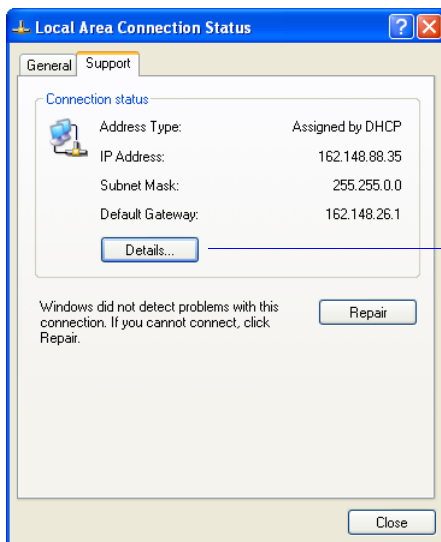 Local Area Connection Status
General Support
Connection status
Address Type: Assigned by DHCP
IP Address: 162.148.88.35
Subnet Mask: 255.255.0.0
Default Gateway: 162.148.26.1
Details...
Windows did not detect problems with this
connection. If you cannot connect, click
Repair.
Repair
Close